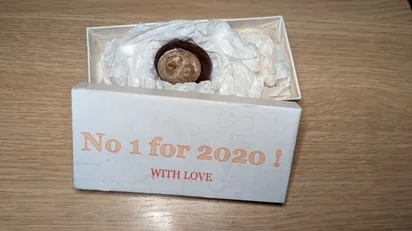 No 1 for 2020 !
WITH LOVE